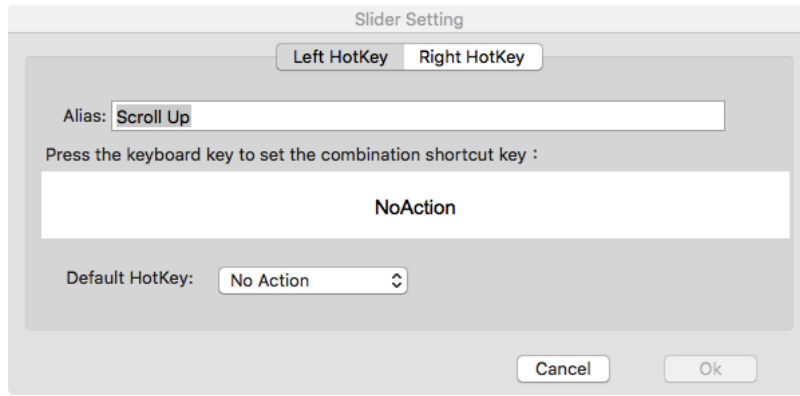 Slider Setting
Left HotKey Right HotKey
Alias: Scroll Up
Press the keyboard key to set the combination shortcut key：
NoAction
Default HotKey: No Action
Cancel Ok